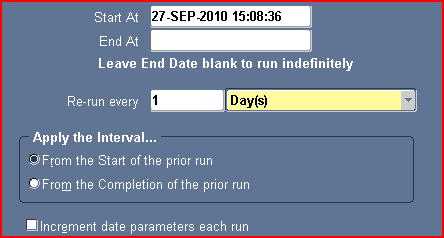 Start At 27-SEP-2010 15:08:36
End At
Leave End Date blank to run indefinitely
Re-run every 1 Day(s)
Apply the Interval...
From the Start of the prior run
From the Completion of the prior run
Increment date parameters each run